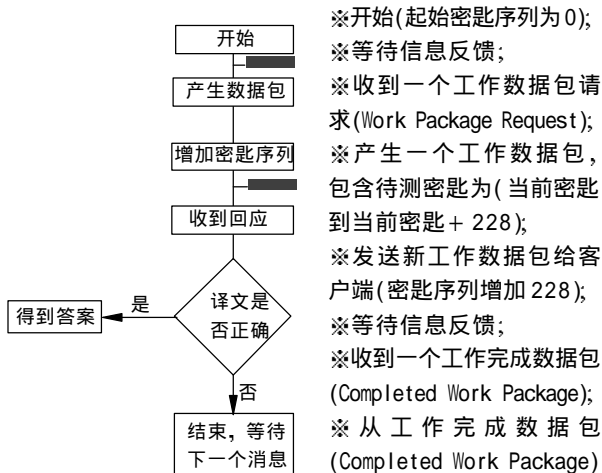 开始
产生数据包
增加密匙序列
收到回应
译文是
否正确
是
得到答案
否
结束，等待
下一个消息
※开始(起始密匙序列为0);
※等待信息反馈;
※收到一个工作数据包请
求(Work Package Request);
※产生一个工作数据包，
包含待测密匙为(当前密匙
到当前密匙＋228);
※发送新工作数据包给客
户端(密匙序列增加228);
※等待信息反馈;
※收到一个工作完成数据包
(Completed Work Package);
※从工作完成数据包
(Completed Work Package)